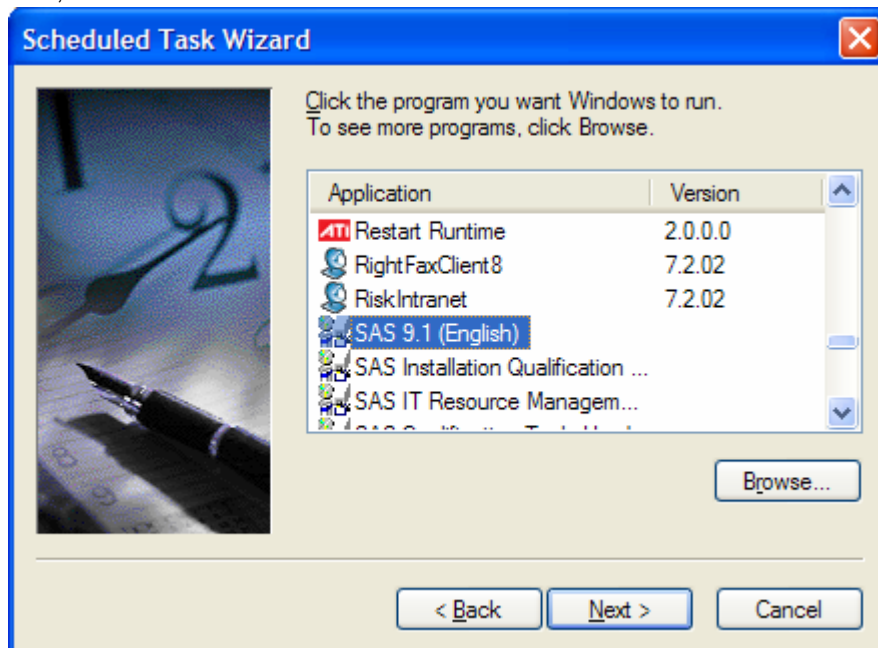 Scheduled Task Wizard
Click the program you want Windows to run.
To see more programs, click Browse.
Application Version
ATI Restart Runtime 2.0.0.0
RightFaxClient8 7.2.02
RiskIntranet 7.2.02
SAS 9.1 (English)
SAS Installation Qualification ...
SAS IT Resource Managem...
2
Browse...
< Back Next > Cancel